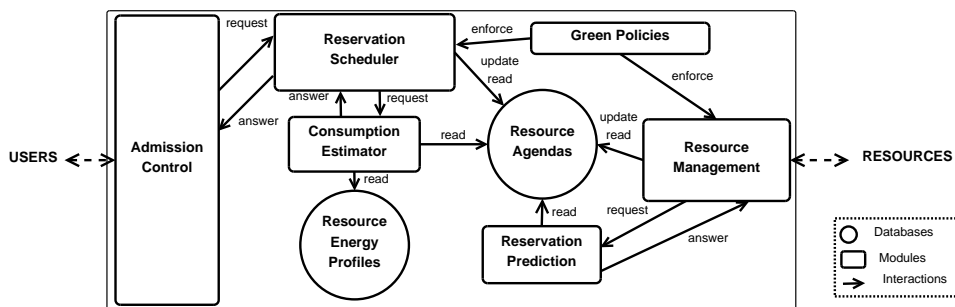 request
Reservation
Scheduler
enforce
Green Policies
update
read
enforce
answer
answer
request
USERS
Admission
Control
Consumption
Estimator
read
Resource
Agendas
update
read
Resource
Management
RESOURCES
read
Resource
Energy
Profiles
read
Reservation
Prediction
request
answer
Databases
Modules
Interactions